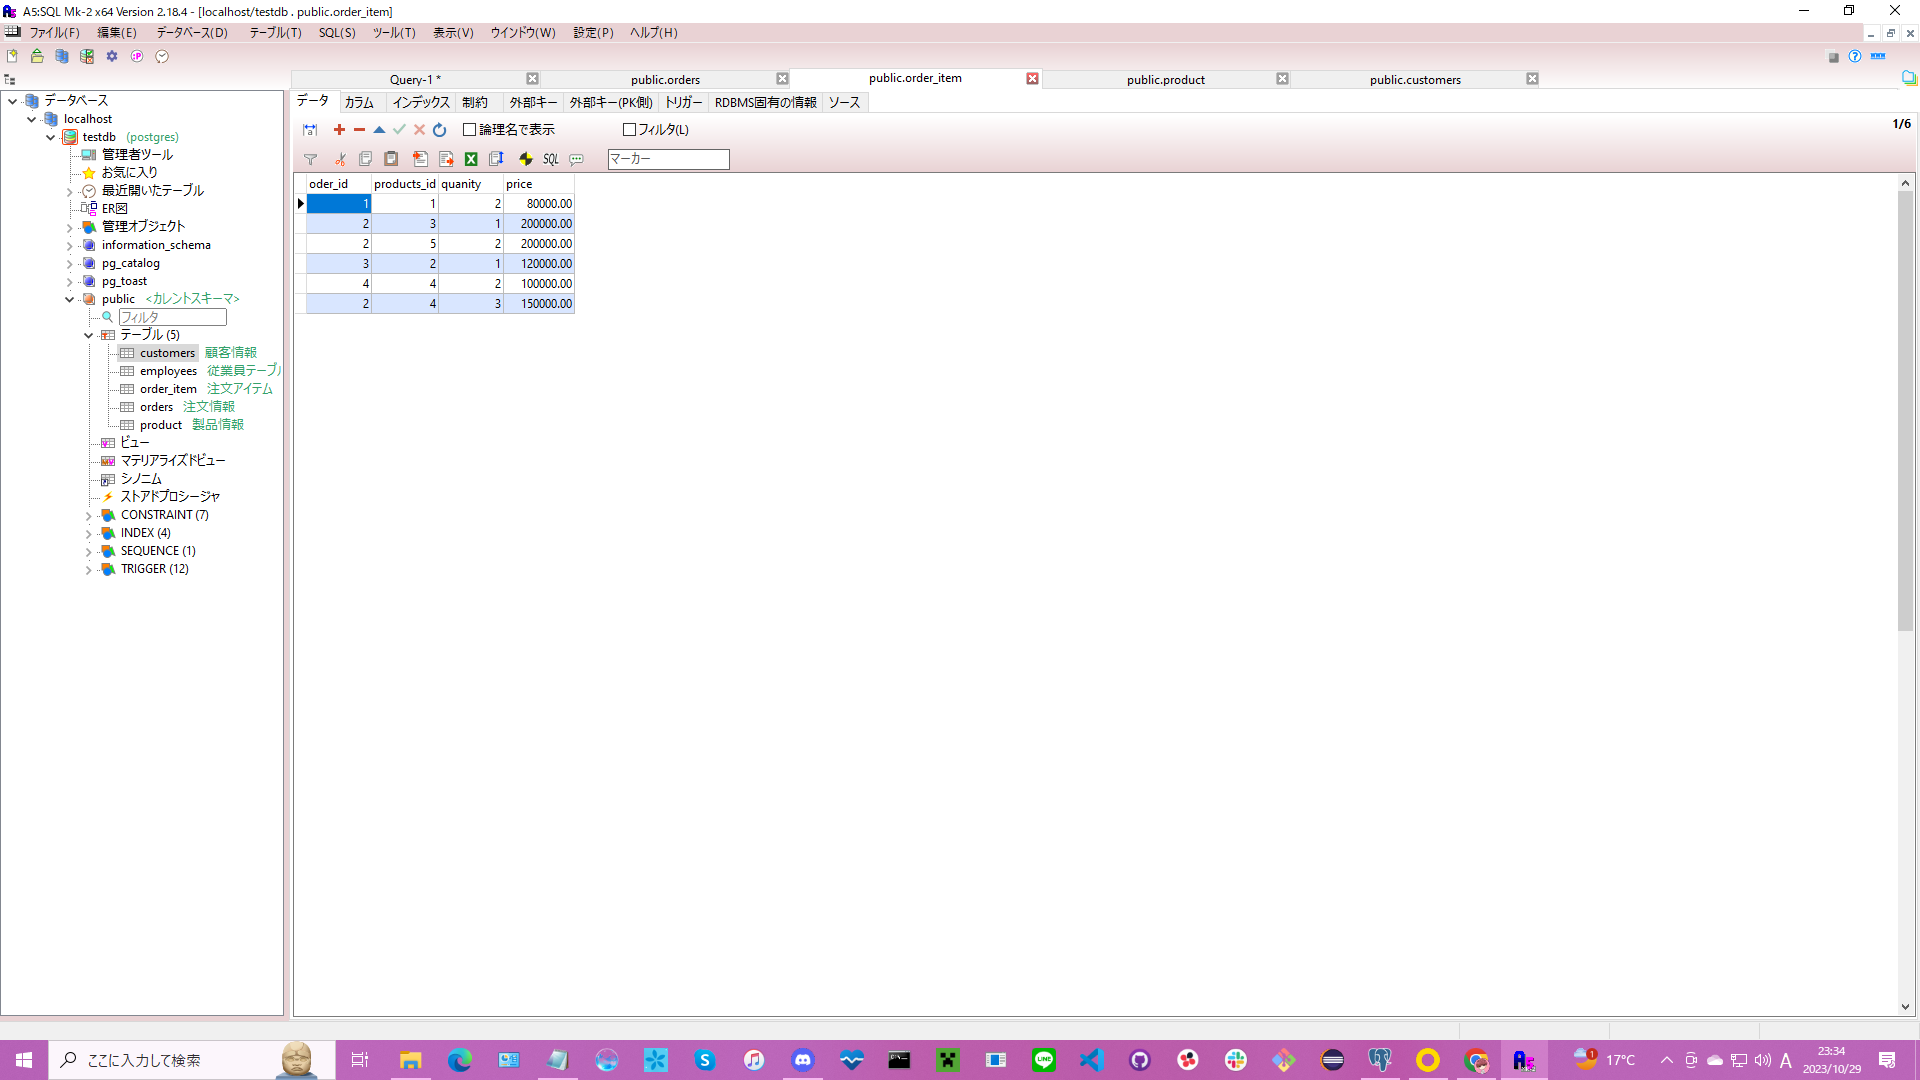 A5:SQL Mk-2 x64 Version 2.18.4 - [localhost/testdb . public.order_item]
ファイル(F) 編集(E) データベース(D) テーブル(T) SQL(S) ツール(T) 表示(V) ウインドウ(W) 設定(P) ヘルプ(H)
Query-1 * public.orders public.order_item public.product public.customers
データベース
データ カラム インデックス 制約 外部キー 外部キー(PK側) トリガー RDBMS固有の情報 ソース
localhost
論理名で表示 フィルタ(L) 1/6
testdb (postgres)
管理者ツール
SQL マーカー
お気に入り
oder_id products_id quanity price
最近開いたテーブル
1 1 2 80000.00
ER図
2 3 1 200000.00
管理オブジェクト
2 5 2 200000.00
information_schema
3 2 1 120000.00
pg_catalog
4 4 2 100000.00
pg_toast
2 4 3 150000.00
public <カレントスキーマ>
フィルタ
テーブル (5)
customers 顧客情報
employees 従業員テーブル
order_item 注文アイテム
orders 注文情報
product 製品情報
ビュー
マテリアライズドビュー
シノニム
ストアドプロシージャ
CONSTRAINT (7)
INDEX (4)
SEQUENCE (1)
TRIGGER (12)
ここに入力して検索 LINE 1 17°C A 23:34
2023/10/29